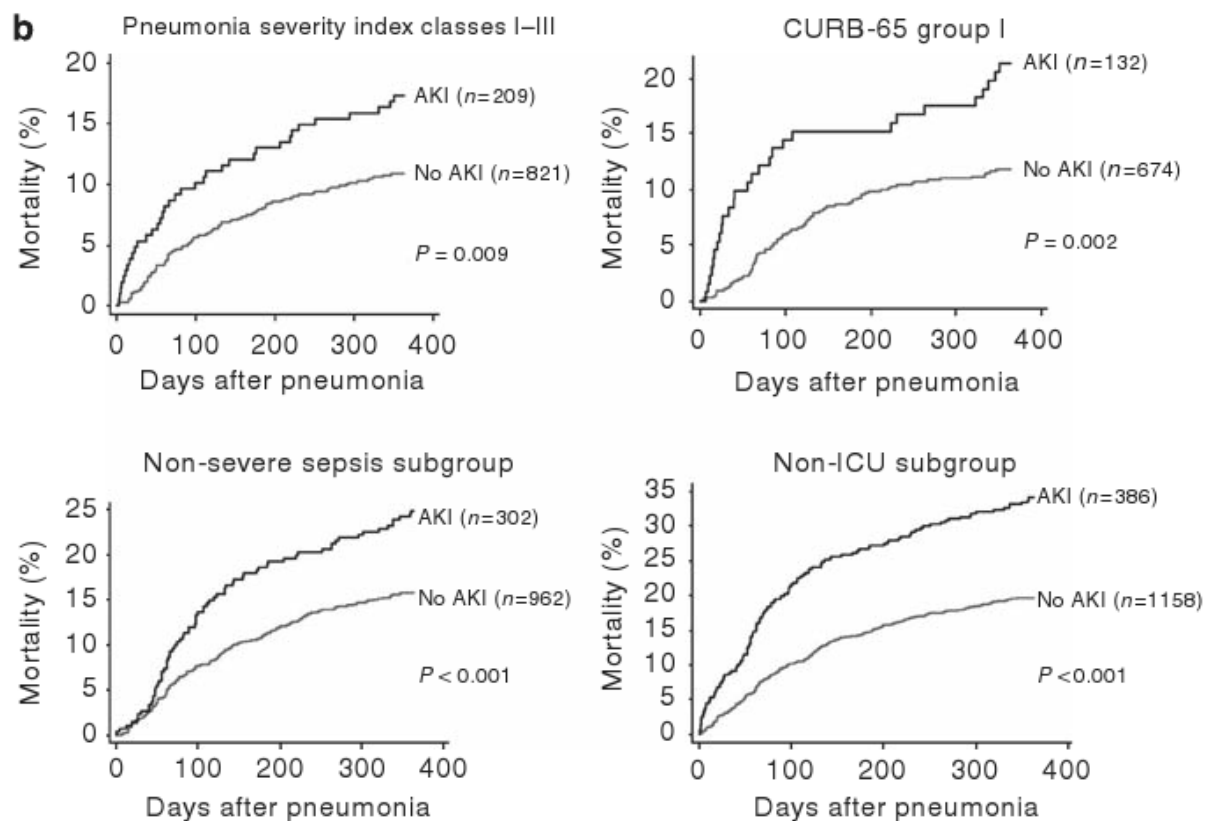 b
Pneumonia severity index classes I–III
Mortality (%)
20
15
10
5
0
AKI (n=209)
No AKI (n=821)
P = 0.009
0 100 200 300 400
Days after pneumonia
CURB-65 group I
Mortality (%)
20
15
10
5
0
AKI (n=132)
No AKI (n=674)
P = 0.002
0 100 200 300 400
Days after pneumonia
Non-severe sepsis subgroup
Mortality (%)
25
20
15
10
5
0
AKI (n=302)
No AKI (n=962)
P < 0.001
0 100 200 300 400
Days after pneumonia
Non-ICU subgroup
Mortality (%)
35
30
25
20
15
10
5
0
AKI (n=386)
No AKI (n=1158)
P < 0.001
0 100 200 300 400
Days after pneumonia